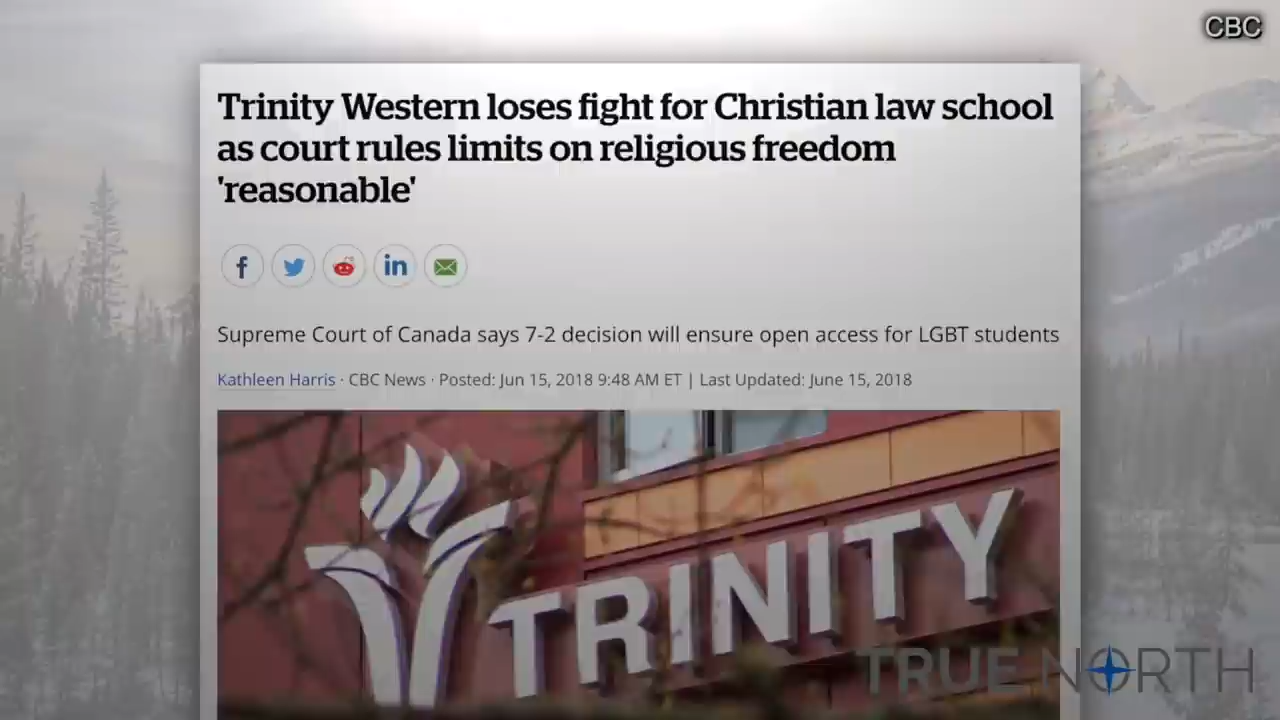 CBC
Trinity Western loses fight for Christian law school
as court rules limits on religious freedom
'reasonable'
f
in
Supreme Court of Canada says 7-2 decision will ensure open access for LGBT students
Kathleen Harris · CBC News · Posted: Jun 15, 2018 9:48 AM ET | Last Updated: June 15, 2018
TRINITY
TRUE NORTH